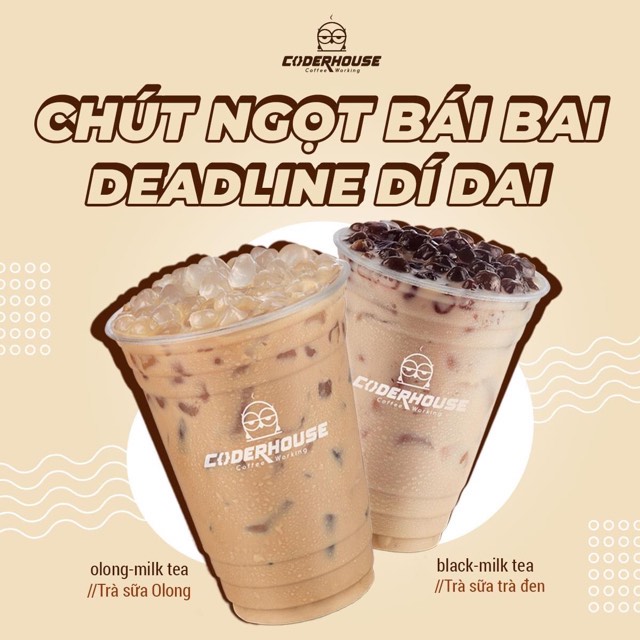 CODERHOUSE
Coffee Working
CHÚT NGỌT BÁI BAI
DEADLINE DÍ DAI
CODERHOUSE
Coffee Working
CODERHOUSE
Coffee Working
olong-milk tea
//Trà sữa Olong
black-milk tea
//Trà sữa trà đen